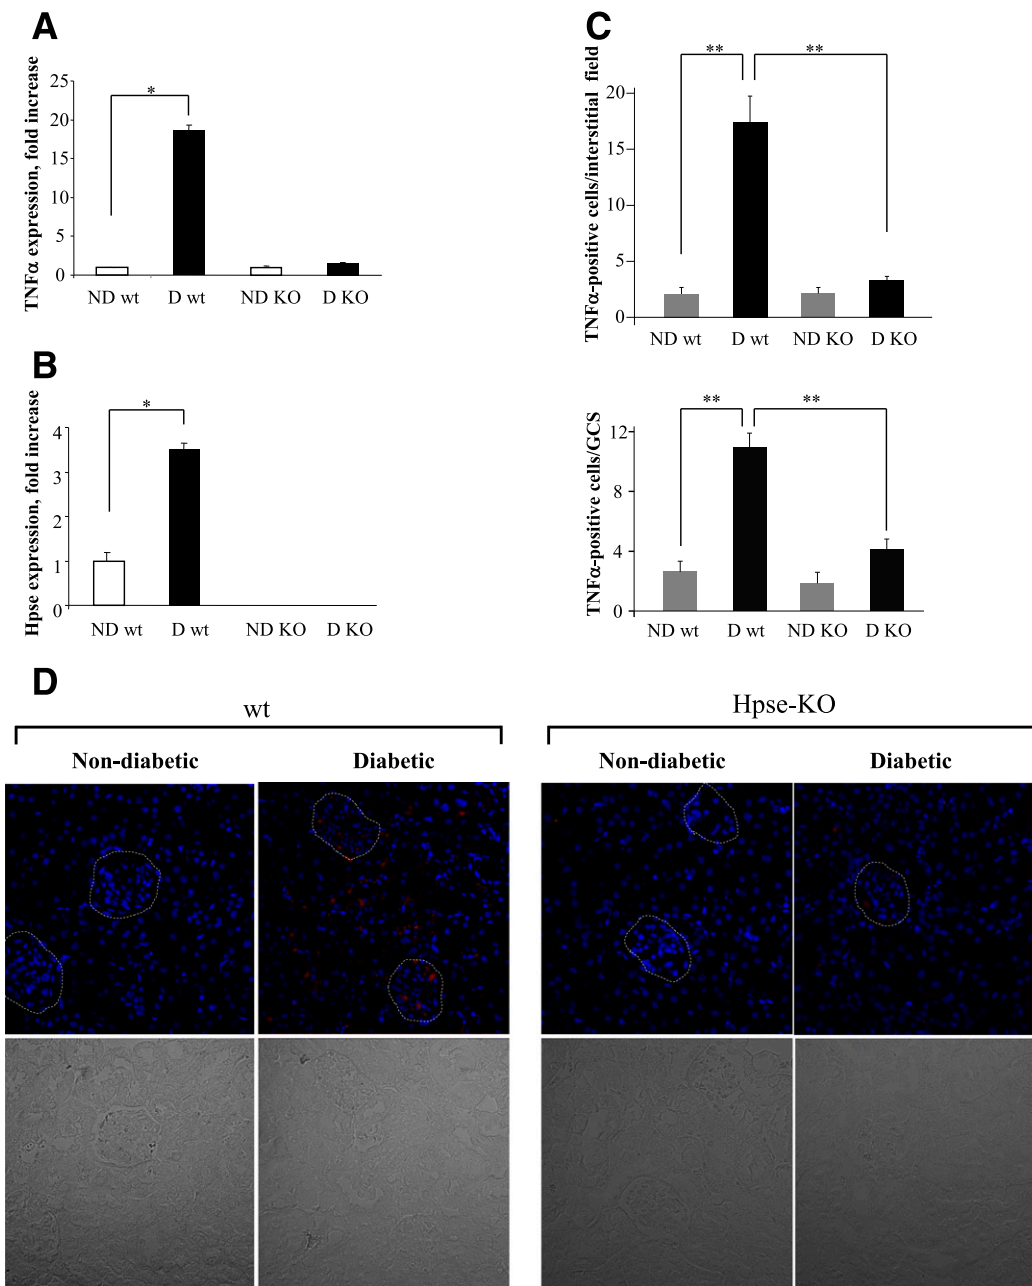 A
TNFα expression, fold increase
25
20
15
10
5
0
*
ND wt D wt ND KO D KO
B
Hpse expression, fold increase
4
3
2
1
0
*
ND wt D wt ND KO D KO
C
TNFα-positive cells/interstitial field
20
15
10
5
0
** **
ND wt D wt ND KO D KO
TNFα-positive cells/GCS
12
8
4
0
** **
ND wt D wt ND KO D KO
D
wt Hpse-KO
Non-diabetic Diabetic Non-diabetic Diabetic